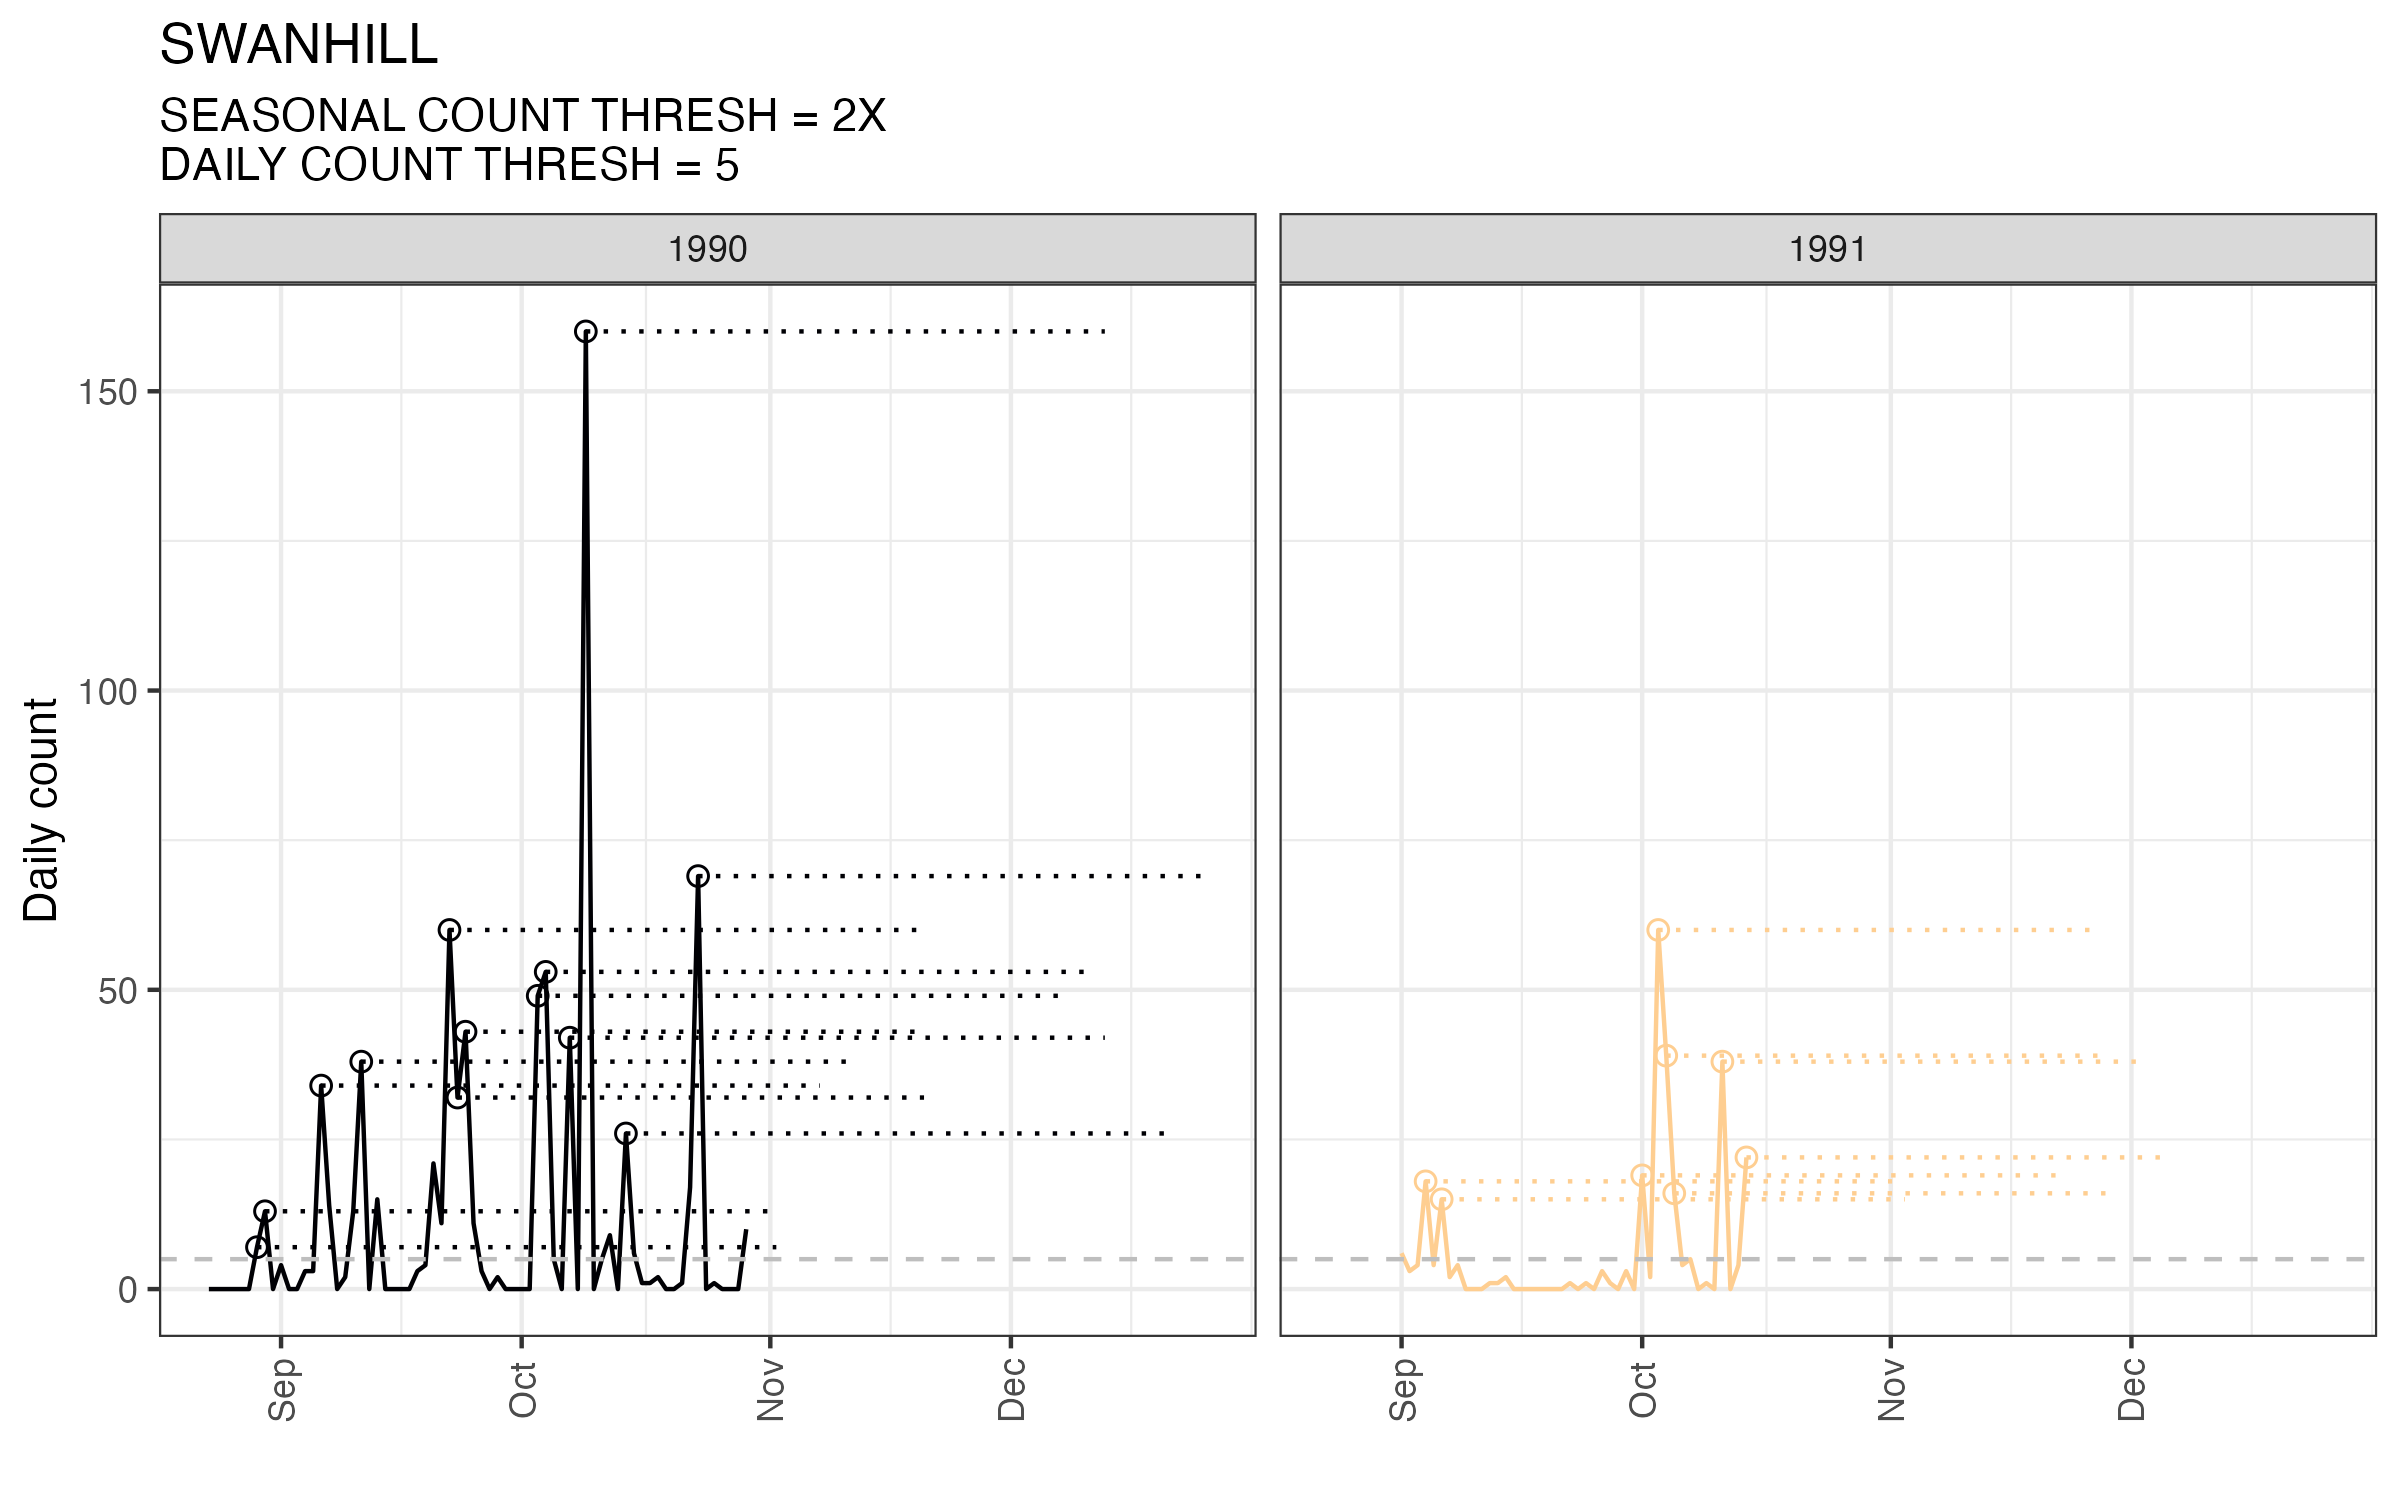 SWANHILL
SEASONAL COUNT THRESH = 2X
DAILY COUNT THRESH = 5
1990
1991
Daily count
150
100
50
0
Sep
Oct
Nov
Dec
Sep
Oct
Nov
Dec